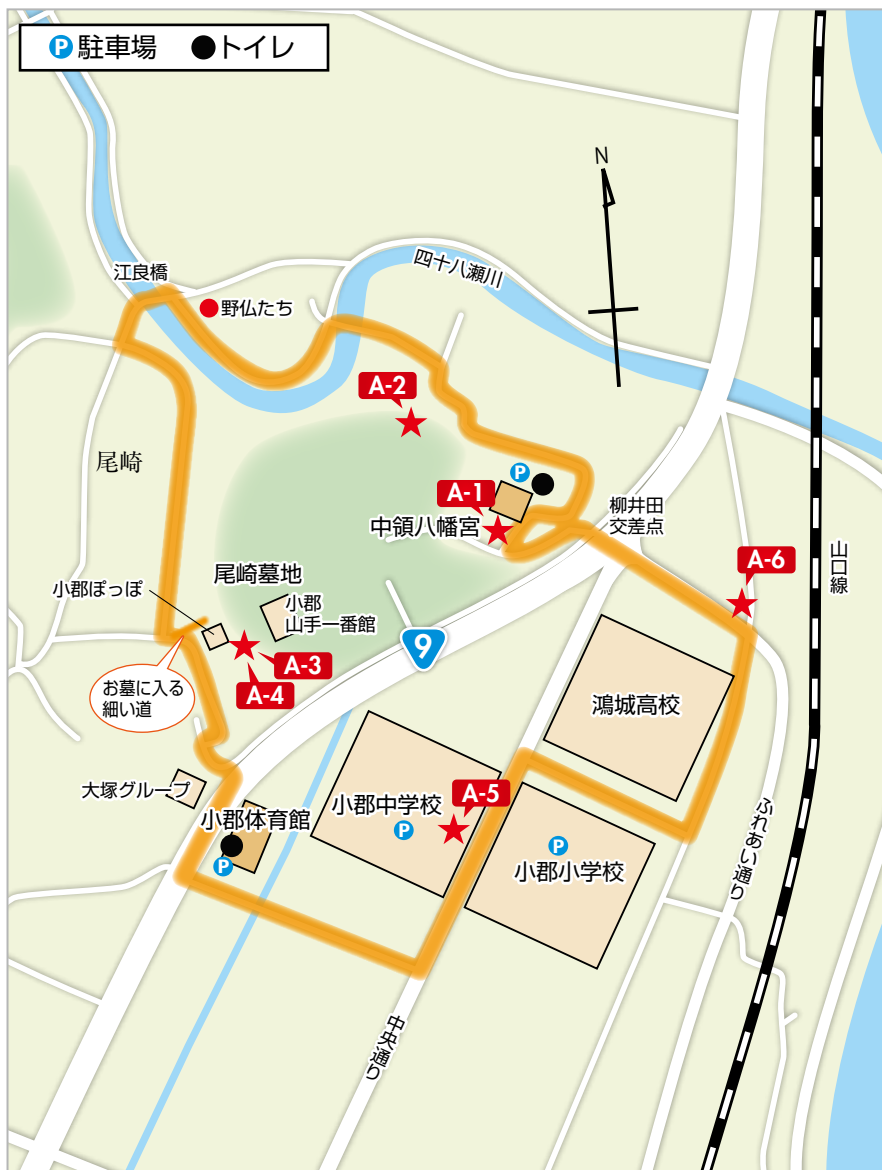 P 駐車場 ●トイレ
N
江良橋
四十八瀬川
野仏たち
A-2
尾崎
P
A-1
中領八幡宮
柳井田
交差点
A-6
山口線
尾崎墓地
小郡ぽっぽ
小郡
山手一番館
9
A-3
A-4
お墓に入る
細い道
鴻城高校
大塚グループ
小郡体育館
P
小郡中学校
P
A-5
P
小郡小学校
ふれあい通り
中央通り